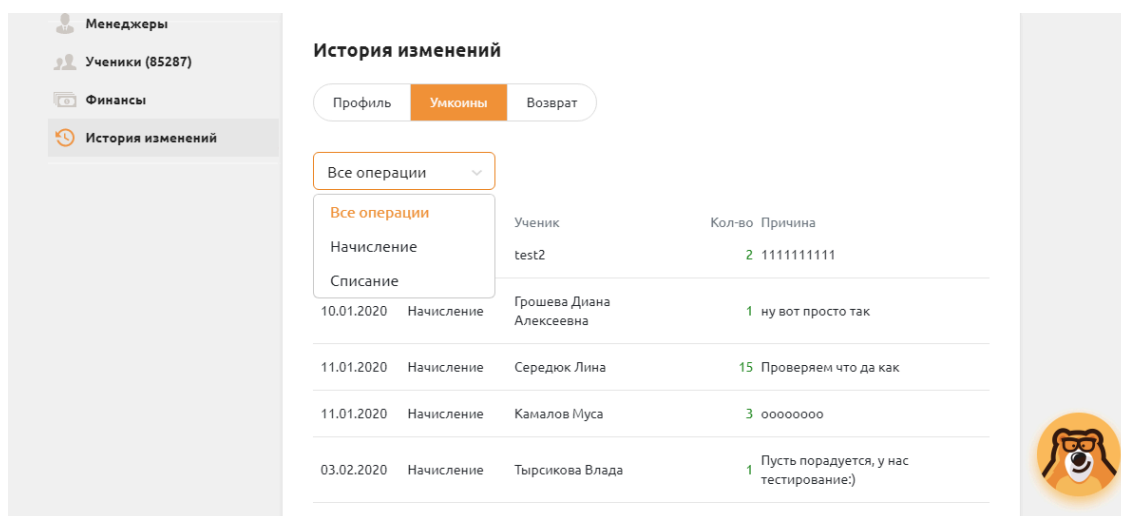 Менеджеры
Ученики (85287)
Финансы
История изменений
История изменений
Профиль Умкоины Возврат
Все операции
Все операции
Начисление
Списание
Ученик Кол-во Причина
test2 2 1111111111
10.01.2020 Начисление Грошева Диана Алексеевна 1 ну вот просто так
11.01.2020 Начисление Середюк Лина 15 Проверяем что да как
11.01.2020 Начисление Камалов Муса 3 оооооооо
03.02.2020 Начисление Тырсикова Влада 1 Пусть порадуется, у нас
тестирование:)